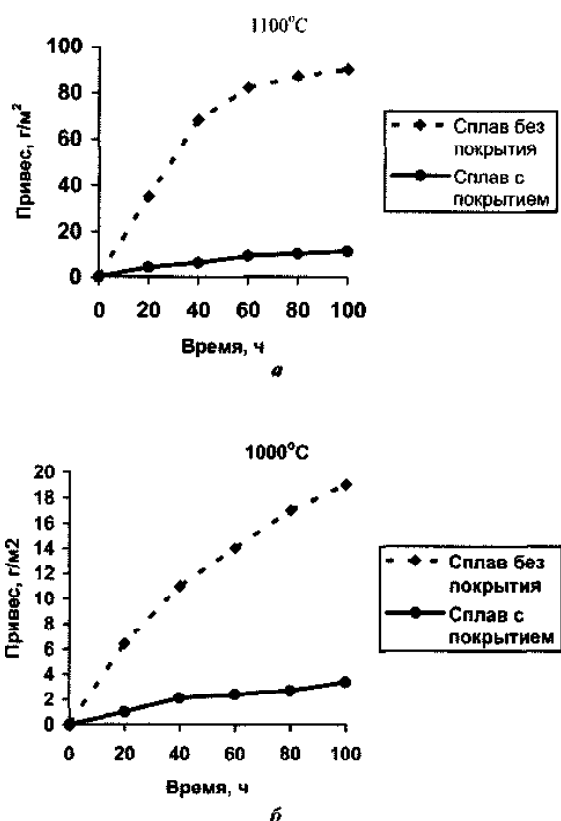 1100°C
Привес, г/м²
100
80
60
40
20
0
0 20 40 60 80 100
Время, ч
Сплав без
покрытия
Сплав с
покрытием
а
1000°C
Привес, г/м2
20
18
16
14
12
10
8
6
4
2
0
0 20 40 60 80 100
Время, ч
Сплав без
покрытия
Сплав с
покрытием
б